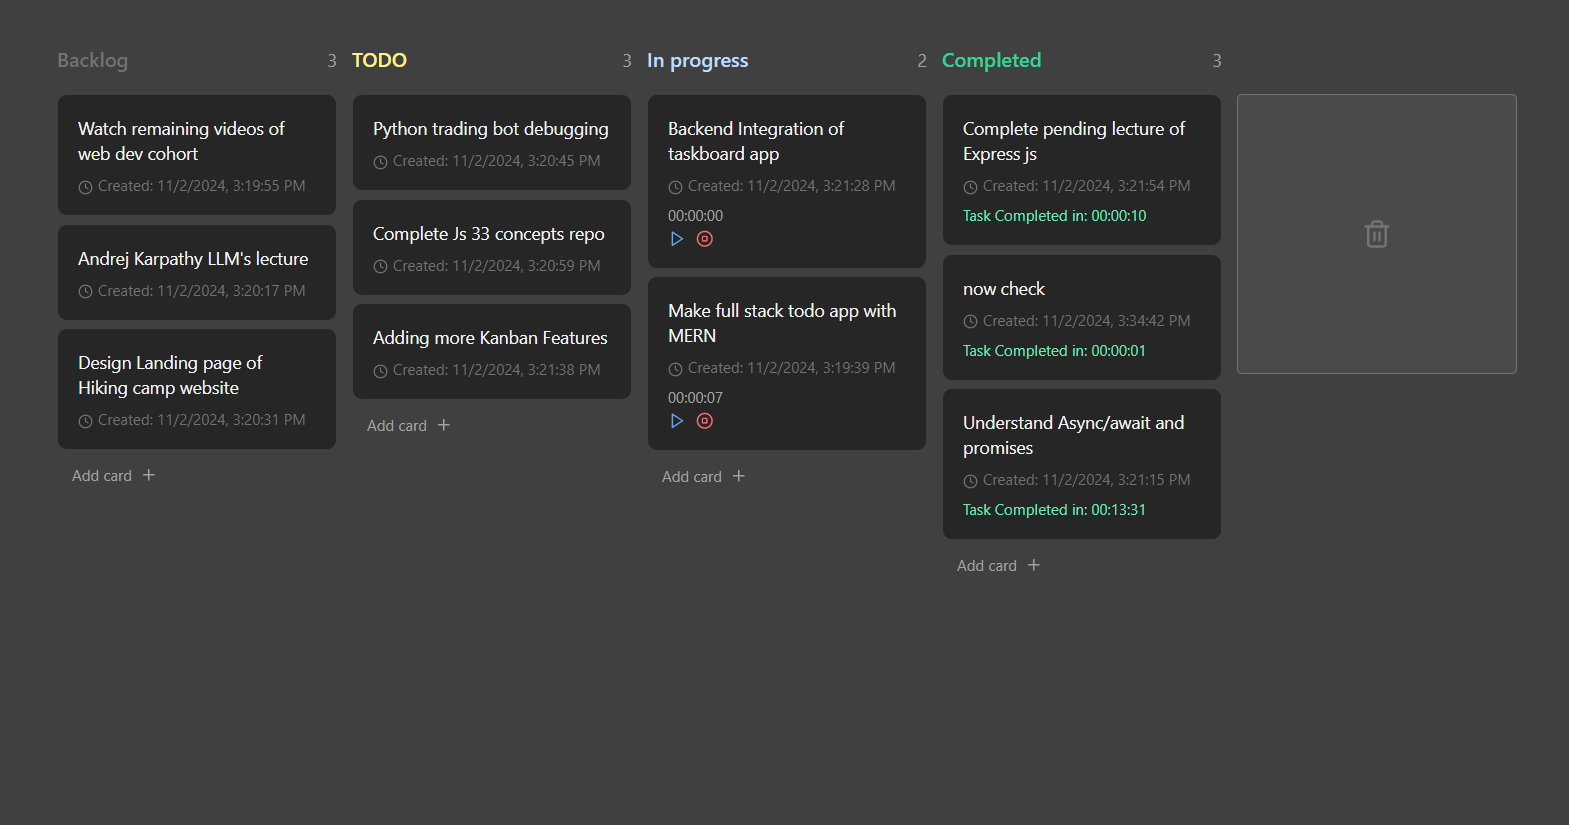 Backlog 3
Watch remaining videos of
web dev cohort
Created: 11/2/2024, 3:19:55 PM
Andrej Karpathy LLM's lecture
Created: 11/2/2024, 3:20:17 PM
Design Landing page of
Hiking camp website
Created: 11/2/2024, 3:20:31 PM
Add card +
TODO 3
Python trading bot debugging
Created: 11/2/2024, 3:20:45 PM
Complete Js 33 concepts repo
Created: 11/2/2024, 3:20:59 PM
Adding more Kanban Features
Created: 11/2/2024, 3:21:38 PM
Add card +
In progress 2
Backend Integration of
taskboard app
Created: 11/2/2024, 3:21:28 PM
00:00:00
Make full stack todo app with
MERN
Created: 11/2/2024, 3:19:39 PM
00:00:07
Add card +
Completed 3
Complete pending lecture of
Express js
Created: 11/2/2024, 3:21:54 PM
Task Completed in: 00:00:10
now check
Created: 11/2/2024, 3:34:42 PM
Task Completed in: 00:00:01
Understand Async/await and
promises
Created: 11/2/2024, 3:21:15 PM
Task Completed in: 00:13:31
Add card +